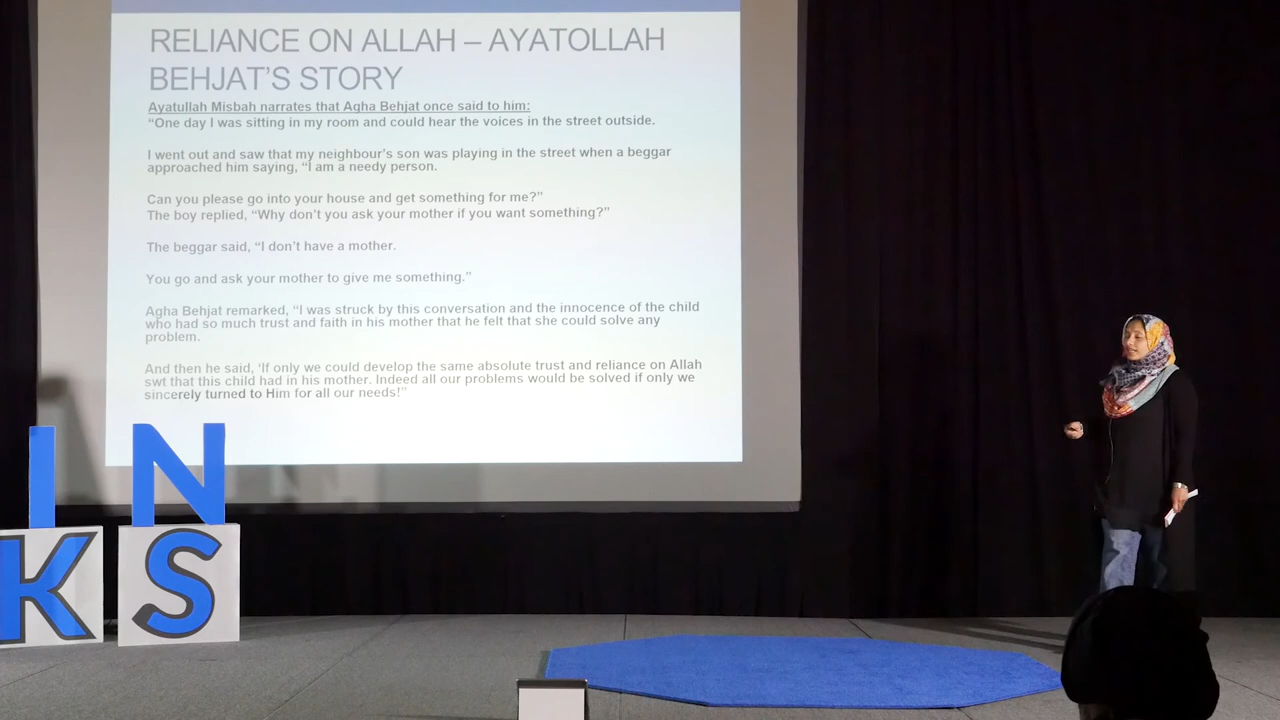 RELIANCE ON ALLAH – AYATOLLAH
BEHJAT'S STORY
Ayatullah Misbah narrates that Agha Behjat once said to him:
“One day I was sitting in my room and could hear the voices in the street outside.
I went out and saw that my neighbour's son was playing in the street when a beggar
approached him saying, “I am a needy person.
Can you please go into your house and get something for me?”
The boy replied, “Why don't you ask your mother if you want something?”
The beggar said, “I don't have a mother.
You go and ask your mother to give me something.”
Agha Behjat remarked, “I was struck by this conversation and the innocence of the child
who had so much trust and faith in his mother that he felt that she could solve any
problem.
And then he said, 'If only we could develop the same absolute trust and reliance on Allah
swt that this child had in his mother. Indeed all our problems would be solved if only we
sincerely turned to Him for all our needs!”
IN
KS